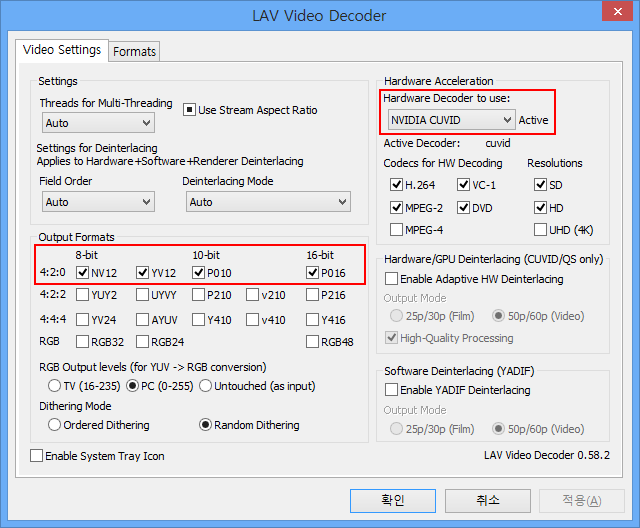 LAV Video Decoder
Video Settings
Formats
Settings
Threads for Multi-Threading
Auto
Use Stream Aspect Ratio
Settings for Deinterlacing
Applies to Hardware+Software+Renderer Deinterlacing
Field Order
Deinterlacing Mode
Auto
Auto
Output Formats
8-bit 10-bit 16-bit
4:2:0 NV12 YV12 P010 P016
4:2:2 YUY2 UYVY P210 v210 P216
4:4:4 YV24 AYUV Y410 v410 Y416
RGB RGB32 RGB24 RGB48
RGB Output levels (for YUV -> RGB conversion)
TV (16-235) PC (0-255) Untouched (as input)
Dithering Mode
Ordered Dithering Random Dithering
Enable System Tray Icon
Hardware Acceleration
Hardware Decoder to use:
NVIDIA CUVID Active
Active Decoder: cuvid
Codecs for HW Decoding Resolutions
H.264 VC-1 SD
MPEG-2 DVD HD
MPEG-4 UHD (4K)
Hardware/GPU Deinterlacing (CUVID/QS only)
Enable Adaptive HW Deinterlacing
Output Mode
25p/30p (Film) 50p/60p (Video)
High-Quality Processing
Software Deinterlacing (YADIF)
Enable YADIF Deinterlacing
Output Mode
25p/30p (Film) 50p/60p (Video)
LAV Video Decoder 0.58.2
확인 취소 적용(A)